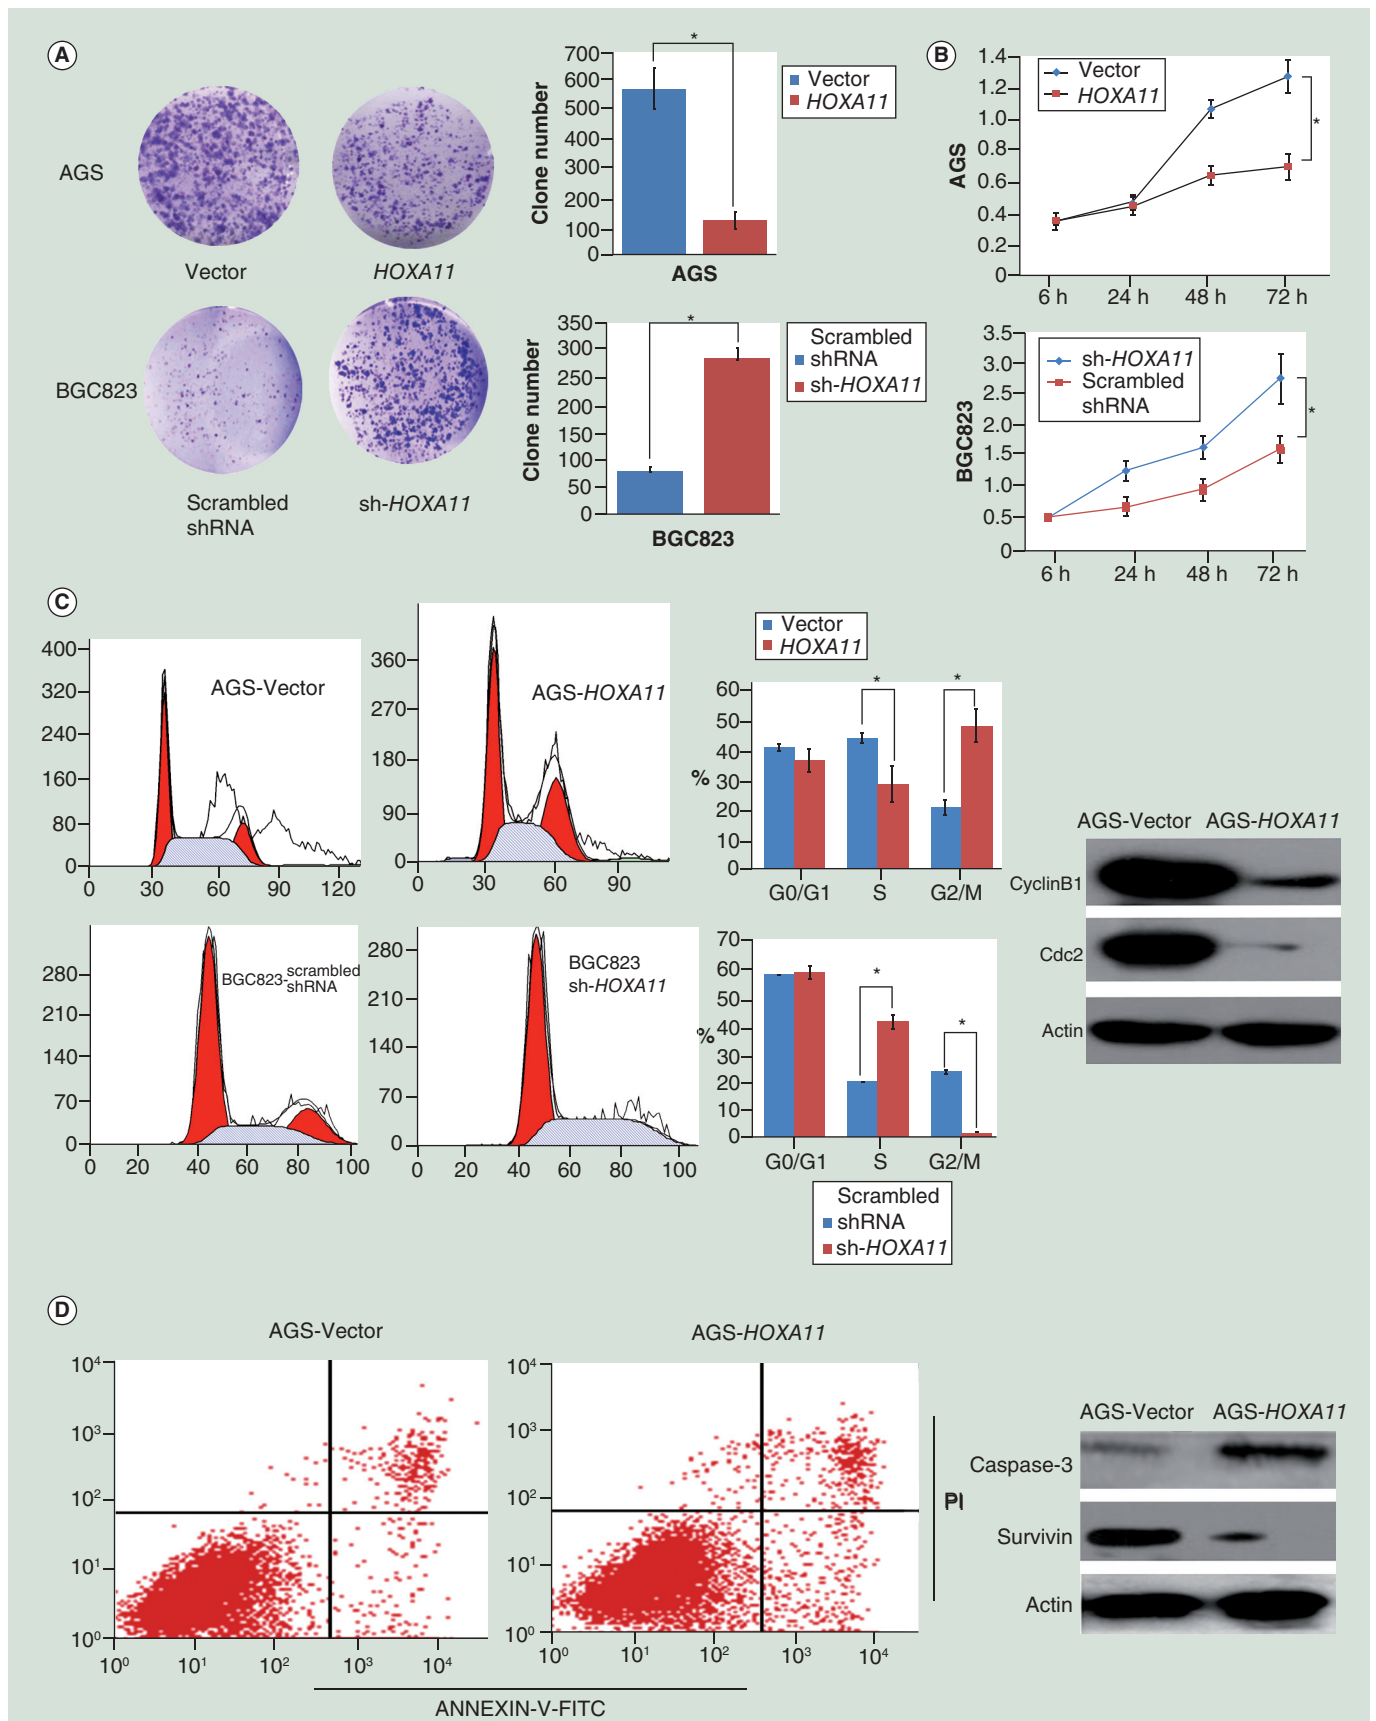 A
AGS
Vector
HOXA11
BGC823
Scrambled
shRNA
sh-HOXA11
700
600
500
400
300
200
100
0
Clone number
*
AGS
Vector
HOXA11
350
300
250
200
150
100
50
0
Clone number
*
BGC823
Scrambled
shRNA
sh-HOXA11
B
1.4
1.2
1.0
0.8
0.6
0.4
0.2
0
AGS
Vector
HOXA11
*
6 h 24 h 48 h 72 h
3.5
3.0
2.5
2.0
1.5
1.0
0.5
0
BGC823
sh-HOXA11
Scrambled
shRNA
*
6 h 24 h 48 h 72 h
C
400
320
240
160
80
0
AGS-Vector
0 30 60 90 120
360
270
180
90
0
AGS-HOXA11
0 30 60 90
Vector
HOXA11
60
50
40
30
20
10
0
%
* *
G0/G1 S G2/M
280
210
140
70
0
BGC823-scrambled
shRNA
0 20 40 60 80 100
280
210
140
70
0
BGC823
sh-HOXA11
0 20 40 60 80 100
70
60
50
40
30
20
10
0
%
* *
G0/G1 S G2/M
Scrambled
shRNA
sh-HOXA11
AGS-Vector AGS-HOXA11
CyclinB1
Cdc2
Actin
D
AGS-Vector
10⁴
10³
10²
10¹
10⁰
10⁰ 10¹ 10² 10³ 10⁴
AGS-HOXA11
10⁴
10³
10²
10¹
10⁰
10⁰ 10¹ 10² 10³ 10⁴
PI
ANNEXIN-V-FITC
AGS-Vector AGS-HOXA11
Caspase-3
Survivin
Actin